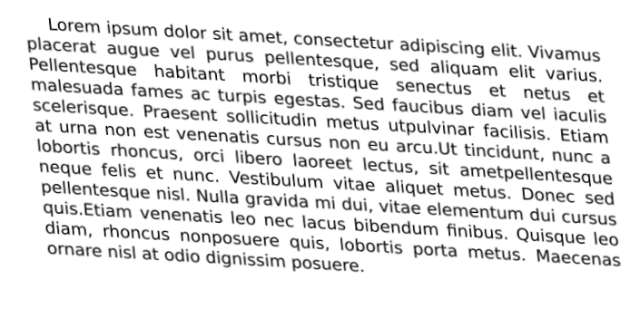 Lorem ipsum dolor sit amet, consectetur adipiscing elit. Vivamus
placerat augue vel purus pellentesque, sed aliquam elit varius.
Pellentesque habitant morbi tristique senectus et netus et
malesuada fames ac turpis egestas. Sed faucibus diam vel iaculis
scelerisque. Praesent sollicitudin metus utpulvinar facilisis. Etiam
at urna non est venenatis cursus non eu arcu.Ut tincidunt, nunc a
lobortis rhoncus, orci libero laoreet lectus, sit ametpellentesque
neque felis et nunc. Vestibulum vitae aliquet metus. Donec sed
pellentesque nisl. Nulla gravida mi dui, vitae elementum dui cursus
quis.Etiam venenatis leo nec lacus bibendum finibus. Quisque leo
diam, rhoncus nonposuere quis, lobortis porta metus. Maecenas
ornare nisl at odio dignissim posuere.